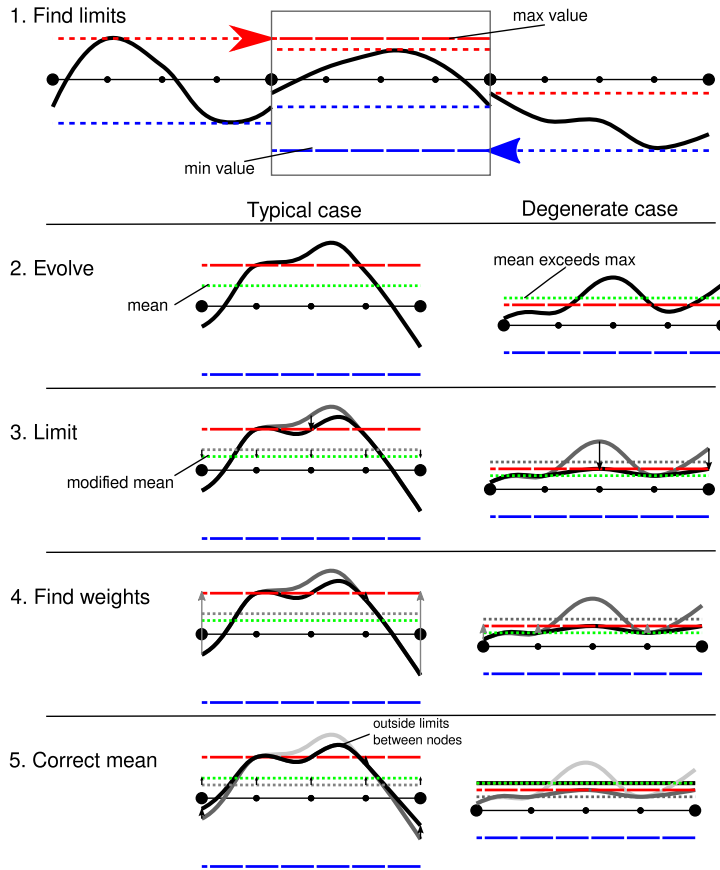 1. Find limits
max value
min value
Typical case
Degenerate case
2. Evolve
mean
mean exceeds max
3. Limit
modified mean
4. Find weights
5. Correct mean
outside limits
between nodes